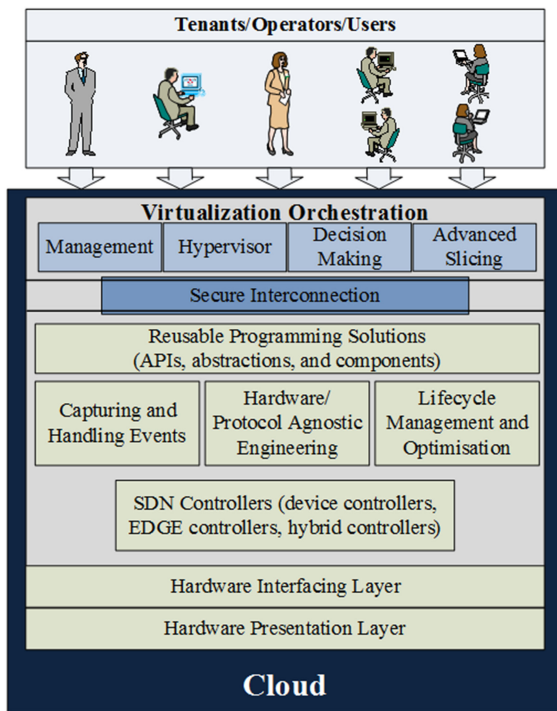 Tenants/Operators/Users
Virtualization Orchestration
Management
Hypervisor
Decision
Making
Advanced
Slicing
Secure Interconnection
Reusable Programming Solutions
(APIs, abstractions, and components)
Capturing and
Handling Events
Hardware/
Protocol Agnostic
Engineering
Lifecycle
Management and
Optimisation
SDN Controllers (device controllers,
EDGE controllers, hybrid controllers)
Hardware Interfacing Layer
Hardware Presentation Layer
Cloud